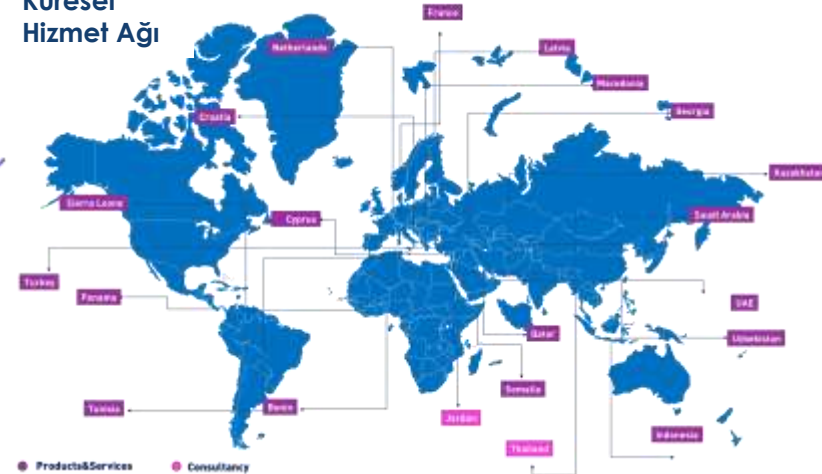 Küresel
Hizmet Ağı
France
Netherlands
Latvia
Macedonia
Georgia
Croatia
Kazakhstan
Sierra Leone
Saudi Arabia
Cyprus
Turkey
Panama
UAE
Qatar
Uzbekistan
Somalia
Tunisia
Benin
Jordan
Indonesia
Thailand
Products&Services
Consultancy